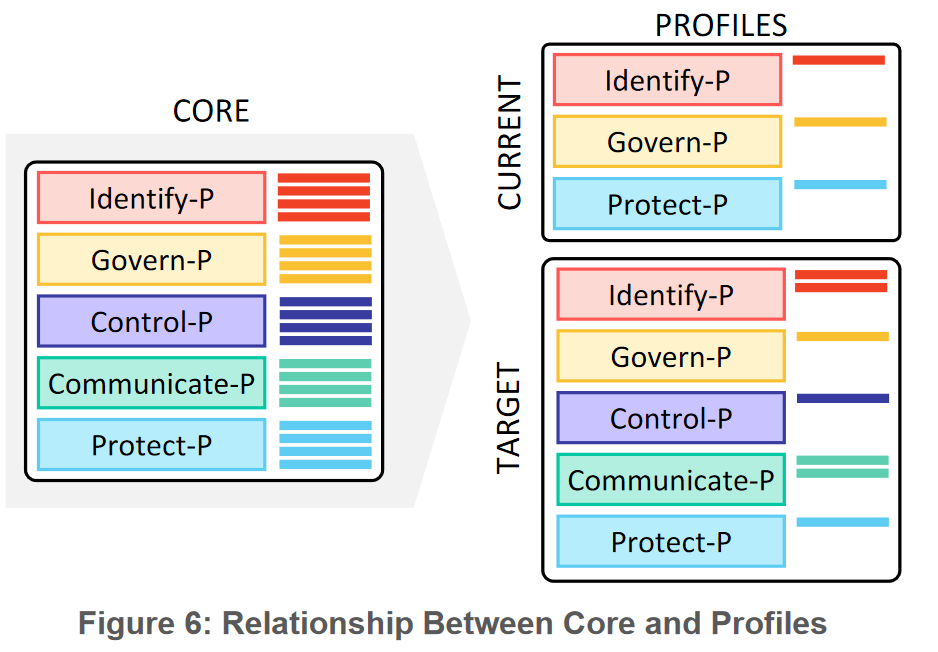 CORE
Identify-P
Govern-P
Control-P
Communicate-P
Protect-P
PROFILES
CURRENT
Identify-P
Govern-P
Protect-P
TARGET
Identify-P
Govern-P
Control-P
Communicate-P
Protect-P
Figure 6: Relationship Between Core and Profiles